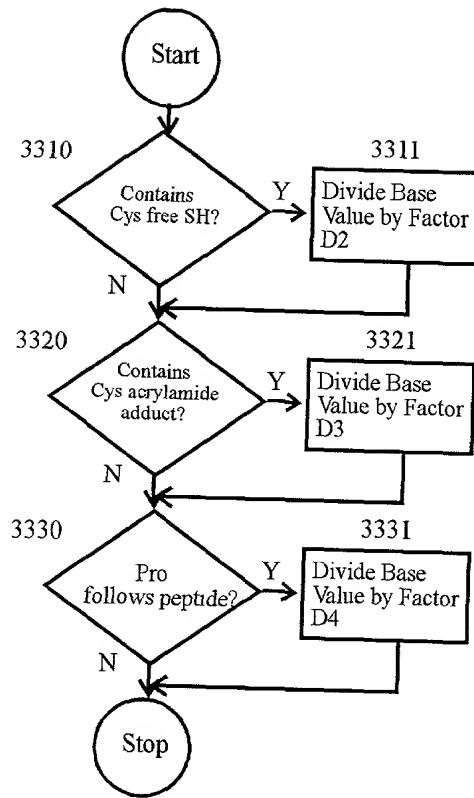 Start
3310
Contains
Cys free SH?
Y
3311
Divide Base
Value by Factor
D2
N
3320
Contains
Cys acrylamide
adduct?
Y
3321
Divide Base
Value by Factor
D3
N
3330
Pro
follows peptide?
Y
3331
Divide Base
Value by Factor
D4
N
Stop